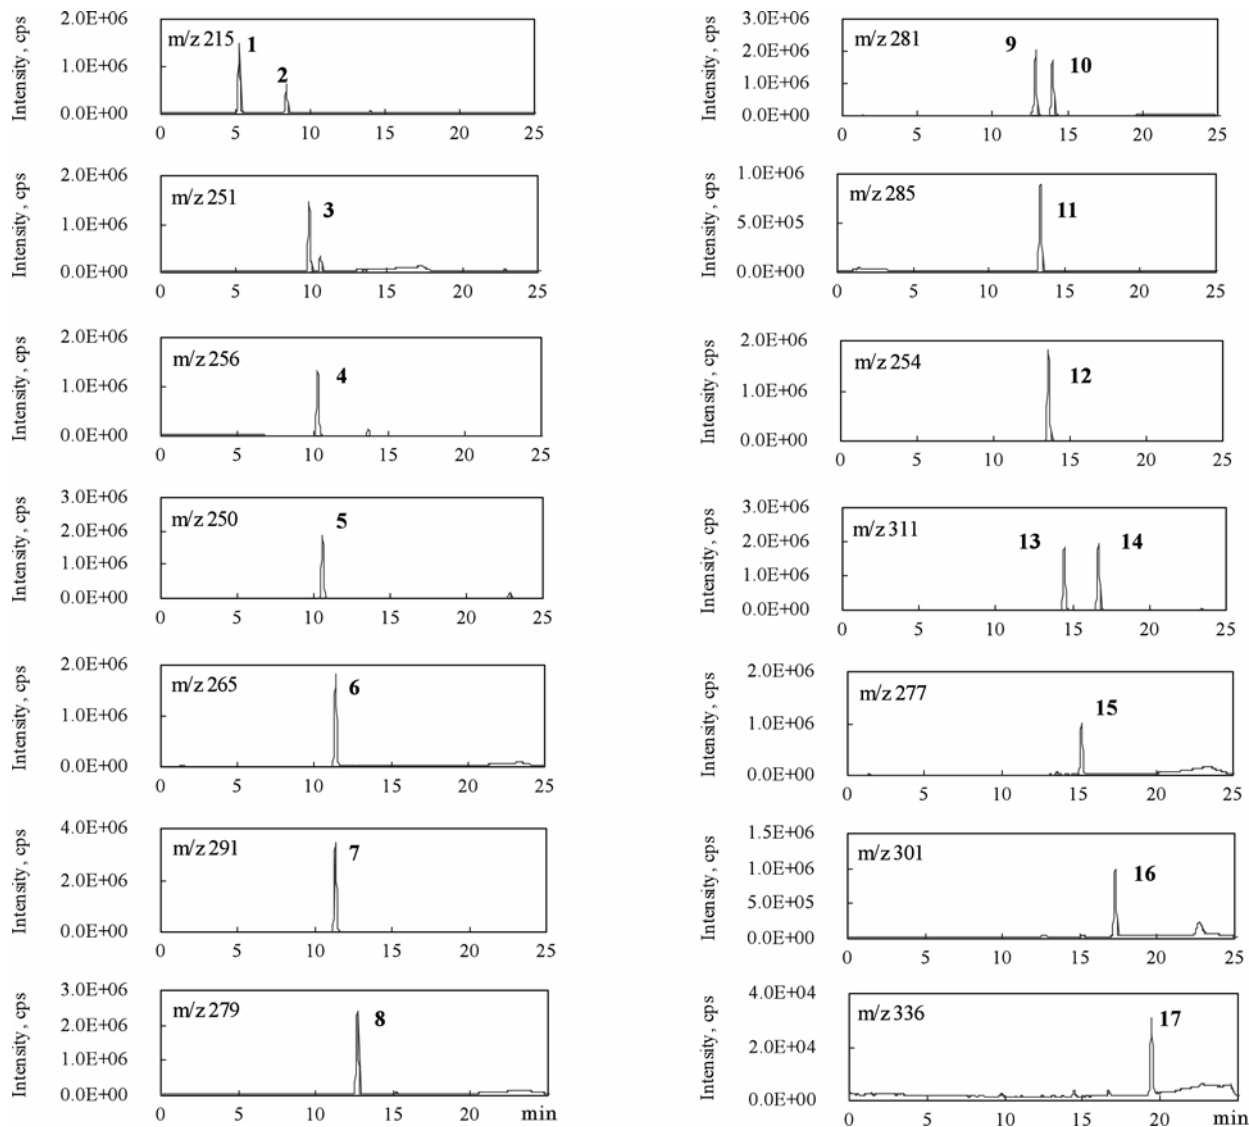 Intensity, cps
2.0E+06
1.0E+06
0.0E+00
m/z 215
1
2
0 5 10 15 20 25
Intensity, cps
2.0E+06
1.0E+06
0.0E+00
m/z 251
3
0 5 10 15 20 25
Intensity, cps
2.0E+06
1.0E+06
0.0E+00
m/z 256
4
0 5 10 15 20 25
Intensity, cps
3.0E+06
2.0E+06
1.0E+06
0.0E+00
m/z 250
5
0 5 10 15 20 25
Intensity, cps
2.0E+06
1.0E+06
0.0E+00
m/z 265
6
0 5 10 15 20 25
Intensity, cps
4.0E+06
2.0E+06
0.0E+00
m/z 291
7
0 5 10 15 20 25
Intensity, cps
3.0E+06
2.0E+06
1.0E+06
0.0E+00
m/z 279
8
0 5 10 15 20 min
Intensity, cps
3.0E+06
2.0E+06
1.0E+06
0.0E+00
m/z 281
9 10
0 5 10 15 20 25
Intensity, cps
1.0E+06
5.0E+05
0.0E+00
m/z 285
11
0 5 10 15 20 25
Intensity, cps
2.0E+06
1.0E+06
0.0E+00
m/z 254
12
0 5 10 15 20 25
Intensity, cps
3.0E+06
2.0E+06
1.0E+06
0.0E+00
m/z 311
13 14
0 5 10 15 20 25
Intensity, cps
2.0E+06
1.0E+06
0.0E+00
m/z 277
15
0 5 10 15 20 25
Intensity, cps
1.5E+06
1.0E+06
5.0E+05
0.0E+00
m/z 301
16
0 5 10 15 20 25
Intensity, cps
4.0E+04
2.0E+04
0.0E+00
m/z 336
17
0 5 10 15 20 min